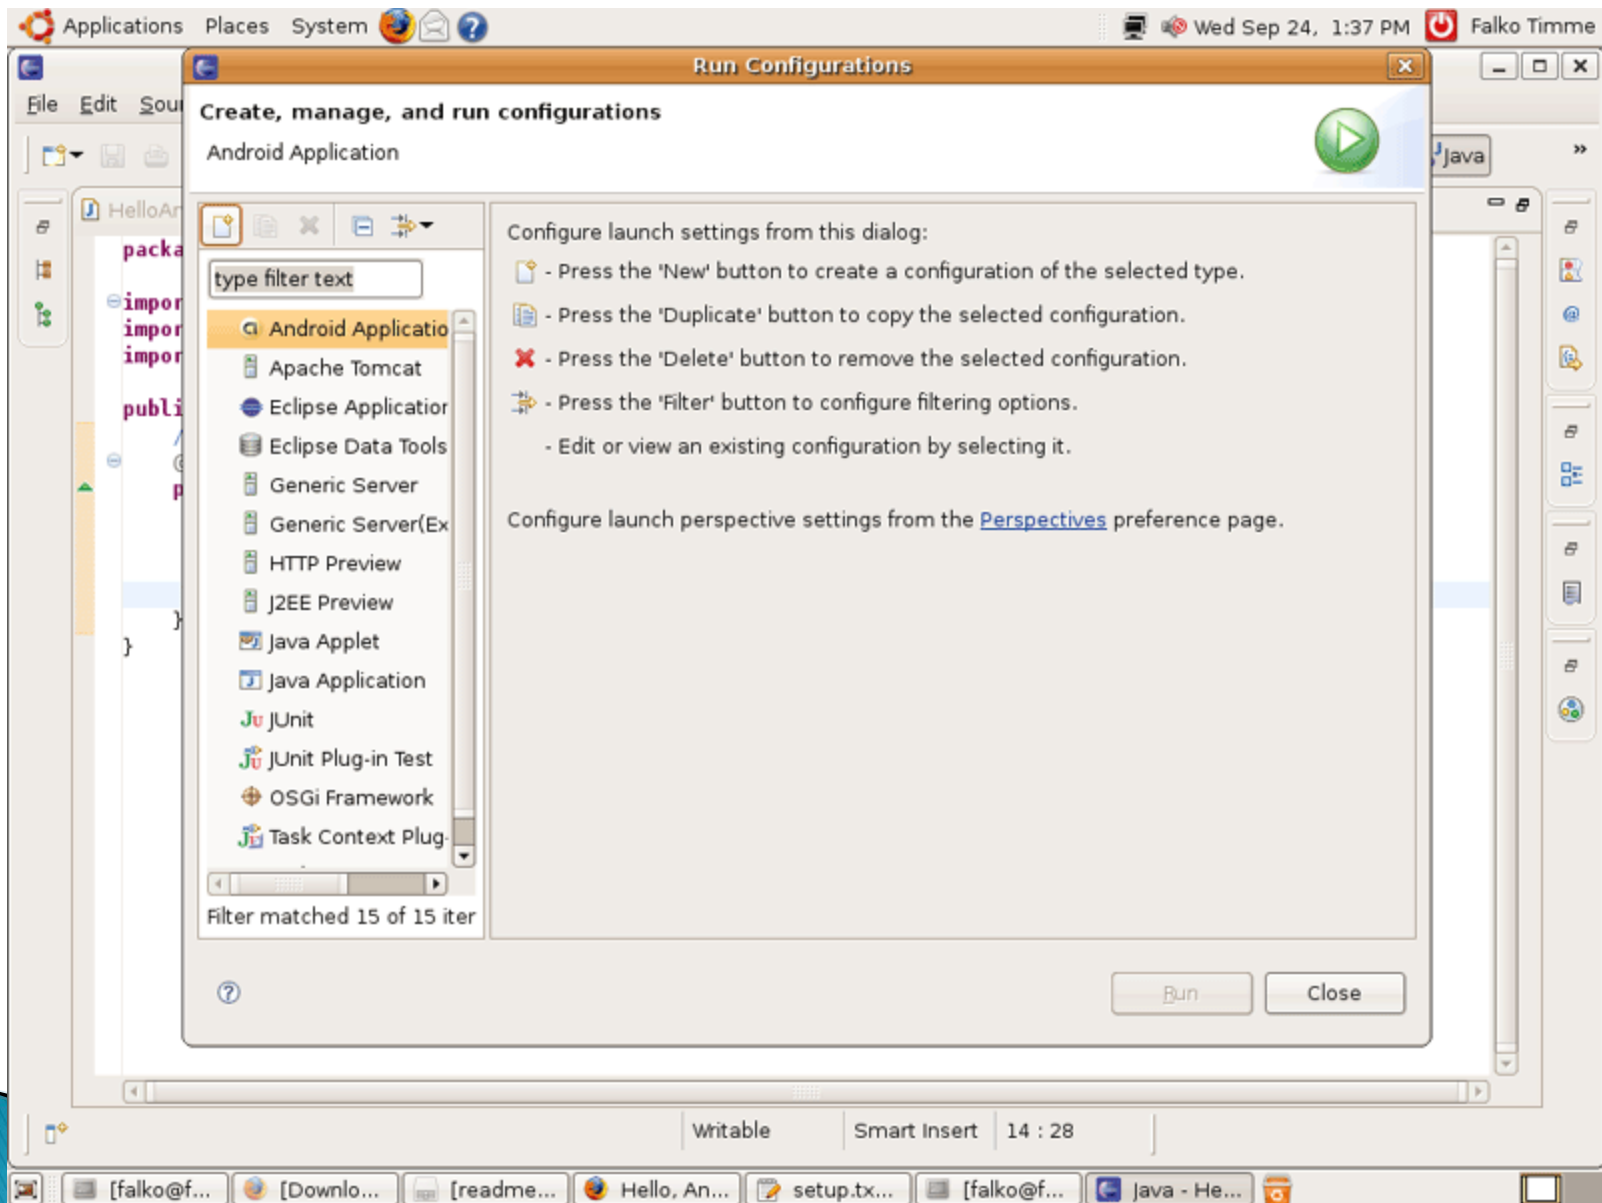 Applications Places System Wed Sep 24, 1:37 PM Falko Timme
Run Configurations
File Edit Sour
Create, manage, and run configurations
Android Application
Java »
HelloAn
packa
impor
impor
impor
publi
/
@
p
}
}
type filter text
Android Applicatio
Apache Tomcat
Eclipse Application
Eclipse Data Tools
Generic Server
Generic Server(Ex
HTTP Preview
J2EE Preview
Java Applet
Java Application
Ju JUnit
JUnit Plug-in Test
OSGi Framework
Task Context Plug-
Filter matched 15 of 15 iter
Configure launch settings from this dialog:
- Press the 'New' button to create a configuration of the selected type.
- Press the 'Duplicate' button to copy the selected configuration.
- Press the 'Delete' button to remove the selected configuration.
- Press the 'Filter' button to configure filtering options.
- Edit or view an existing configuration by selecting it.
Configure launch perspective settings from the Perspectives preference page.
Run Close
Writable Smart Insert 14 : 28
[falko@f... [Downlo... [readme... Hello, An... setup.tx... [falko@f... Java - He...